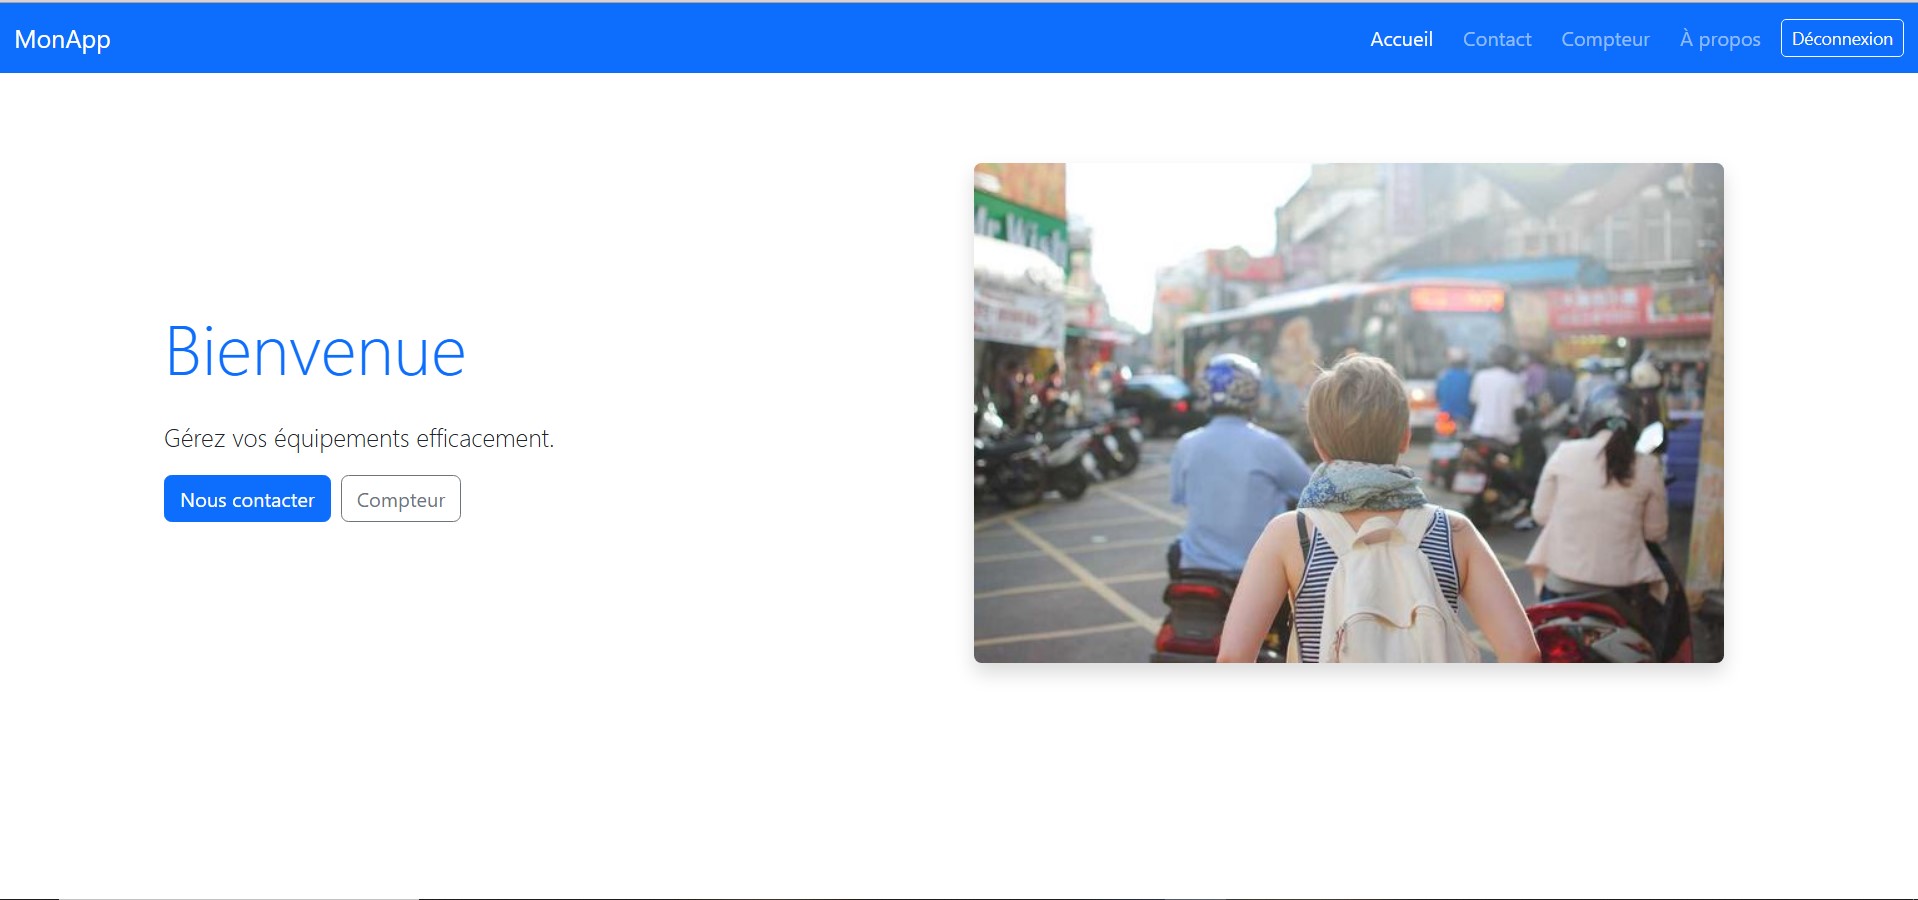 MonApp
Accueil Contact Compteur À propos Déconnexion
Bienvenue
Gérez vos équipements efficacement.
Nous contacter Compteur